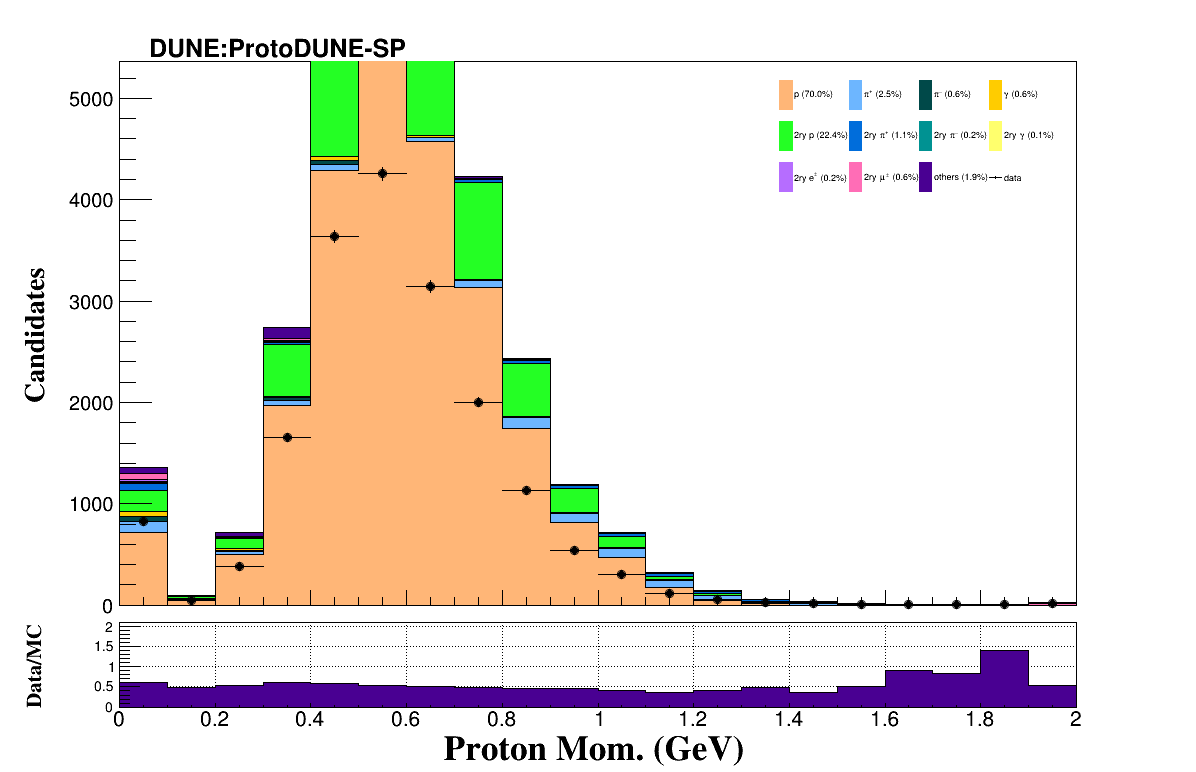 DUNE:ProtoDUNE-SP
p (70.0%) π⁺ (2.5%) π⁻ (0.6%) γ (0.6%)
2ry p (22.4%) 2ry π⁺ (1.1%) 2ry π⁻ (0.2%) 2ry γ (0.1%)
2ry e± (0.2%) 2ry μ± (0.6%) others (1.9%) data
Candidates
5000
4000
3000
2000
1000
0
Data/MC
2
1.5
1
0.5
0
0 0.2 0.4 0.6 0.8 1 1.2 1.4 1.6 1.8 2
Proton Mom. (GeV)